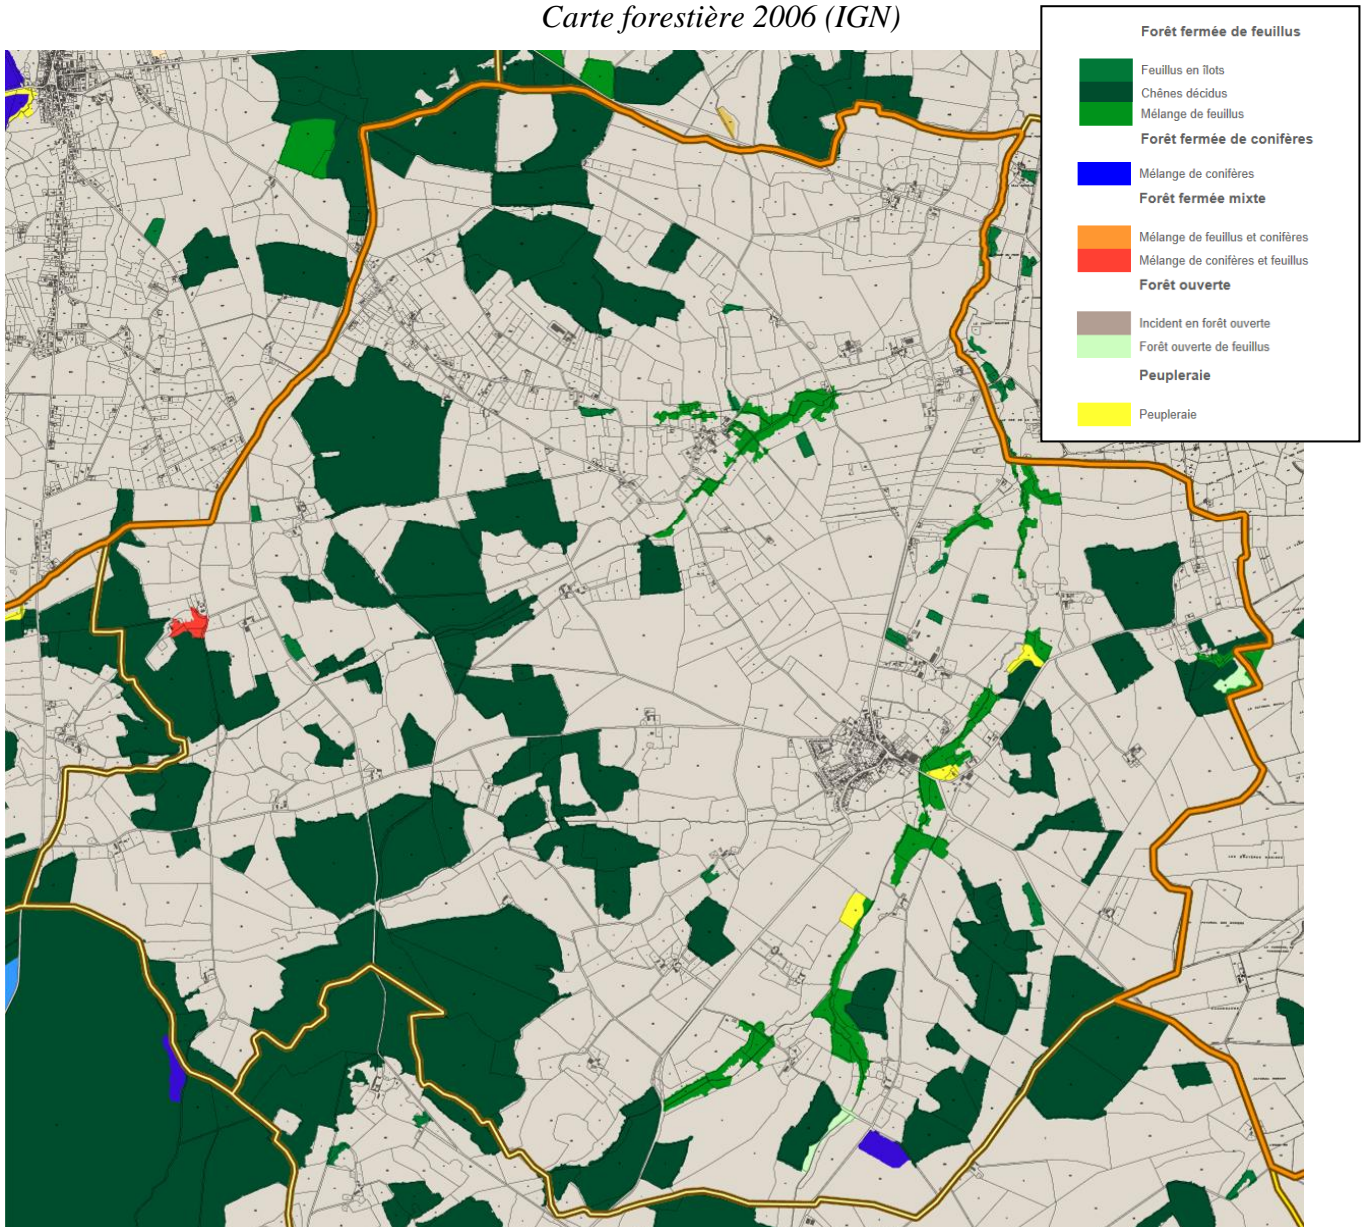 Carte forestière 2006 (IGN)
Forêt fermée de feuillus
Feuillus en îlots
Chênes décidus
Mélange de feuillus
Forêt fermée de conifères
Mélange de conifères
Forêt fermée mixte
Mélange de feuillus et conifères
Mélange de conifères et feuillus
Forêt ouverte
Incident en forêt ouverte
Forêt ouverte de feuillus
Peupleraie
Peupleraie